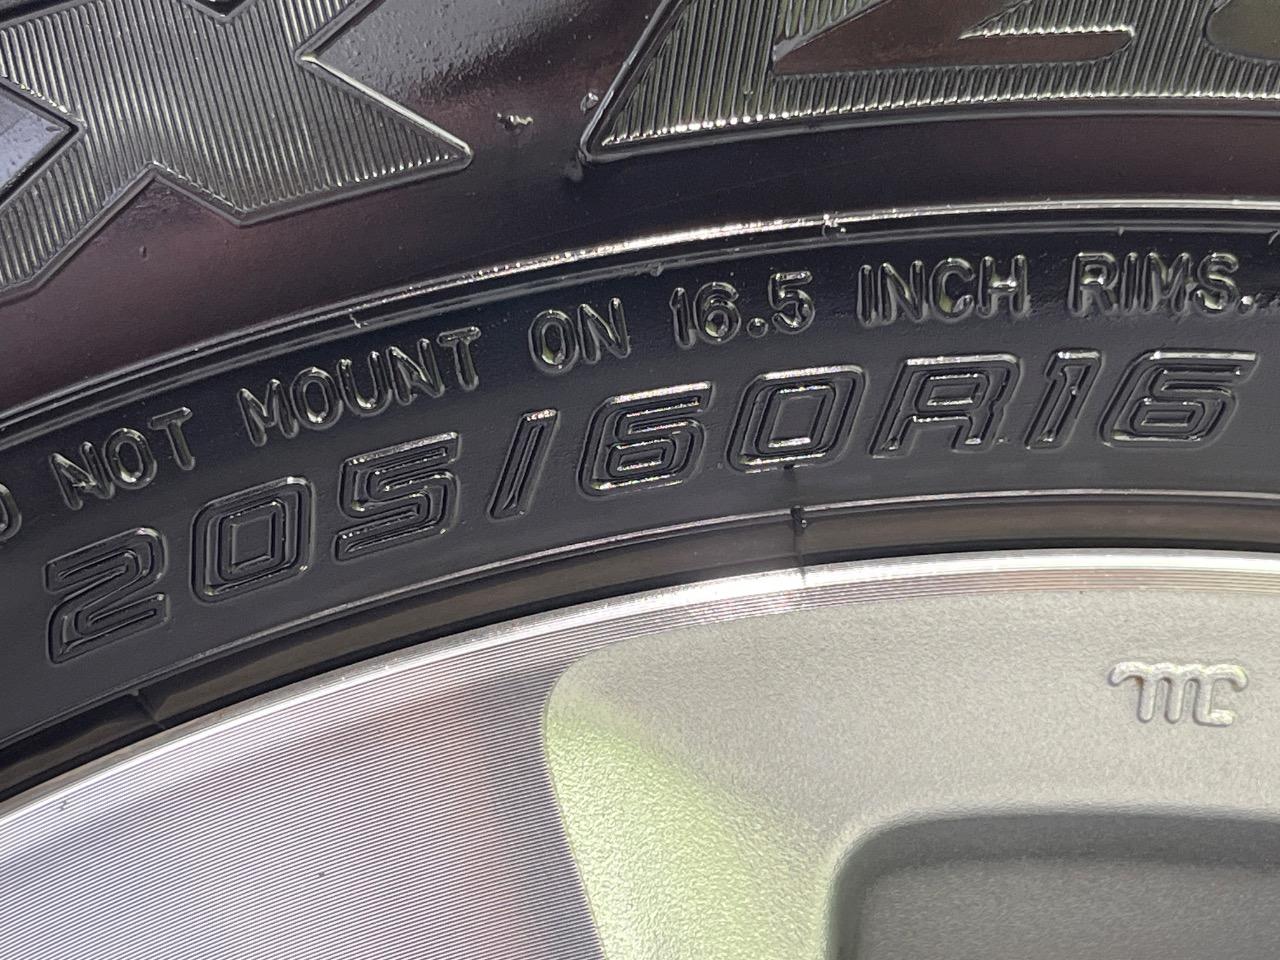 NOT MOUNT ON 16.5 INCH RIMS.
205/60R16